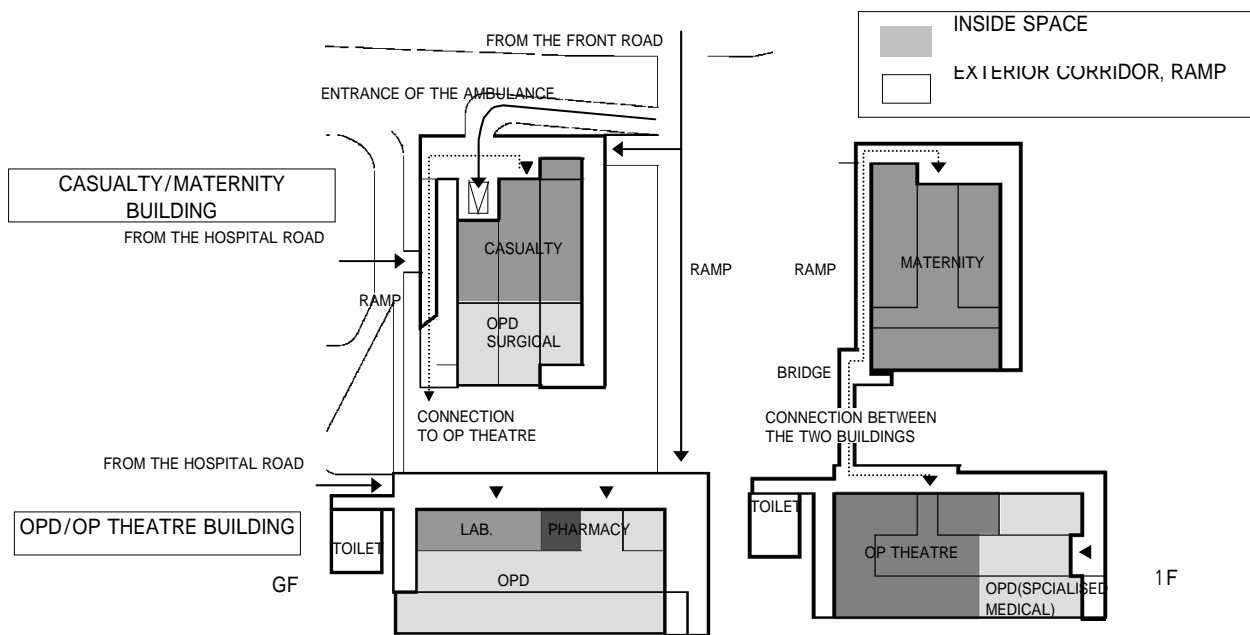 FROM THE FRONT ROAD
INSIDE SPACE
EXTERIOR CORRIDOR, RAMP
ENTRANCE OF THE AMBULANCE
CASUALTY/MATERNITY
BUILDING
FROM THE HOSPITAL ROAD
CASUALTY
MATERNITY
RAMP
RAMP
RAMP
OPD
SURGICAL
BRIDGE
CONNECTION
TO OP THEATRE
CONNECTION BETWEEN
THE TWO BUILDINGS
FROM THE HOSPITAL ROAD
OPD/OP THEATRE BUILDING
TOILET
LAB.
PHARMACY
OPD
GF
TOILET
OP THEATRE
OPD(SPCIALISED
MEDICAL)
1F